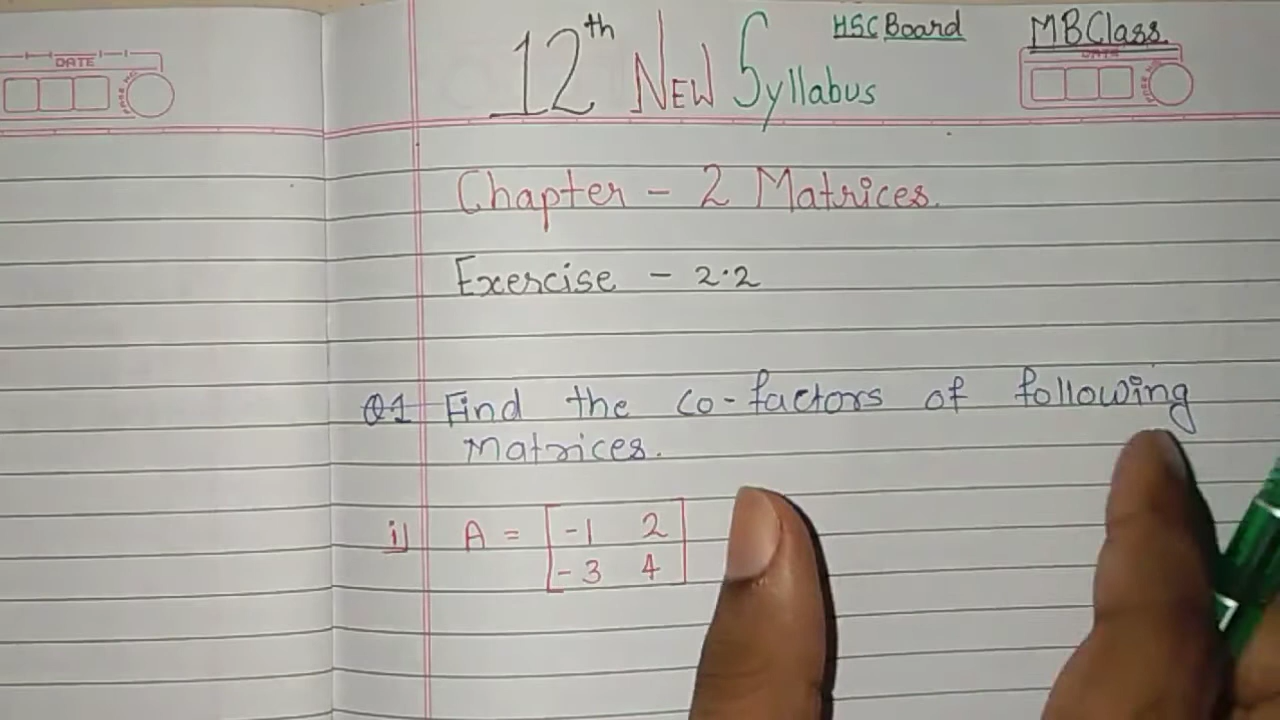 DATE
HSC Board
MBClass
DATE
12th New Syllabus
Chapter - 2 Matrices.
Exercise - 2.2
Q1 Find the co-factors of following
Matrices.
i) A = [-1 2
-3 4]